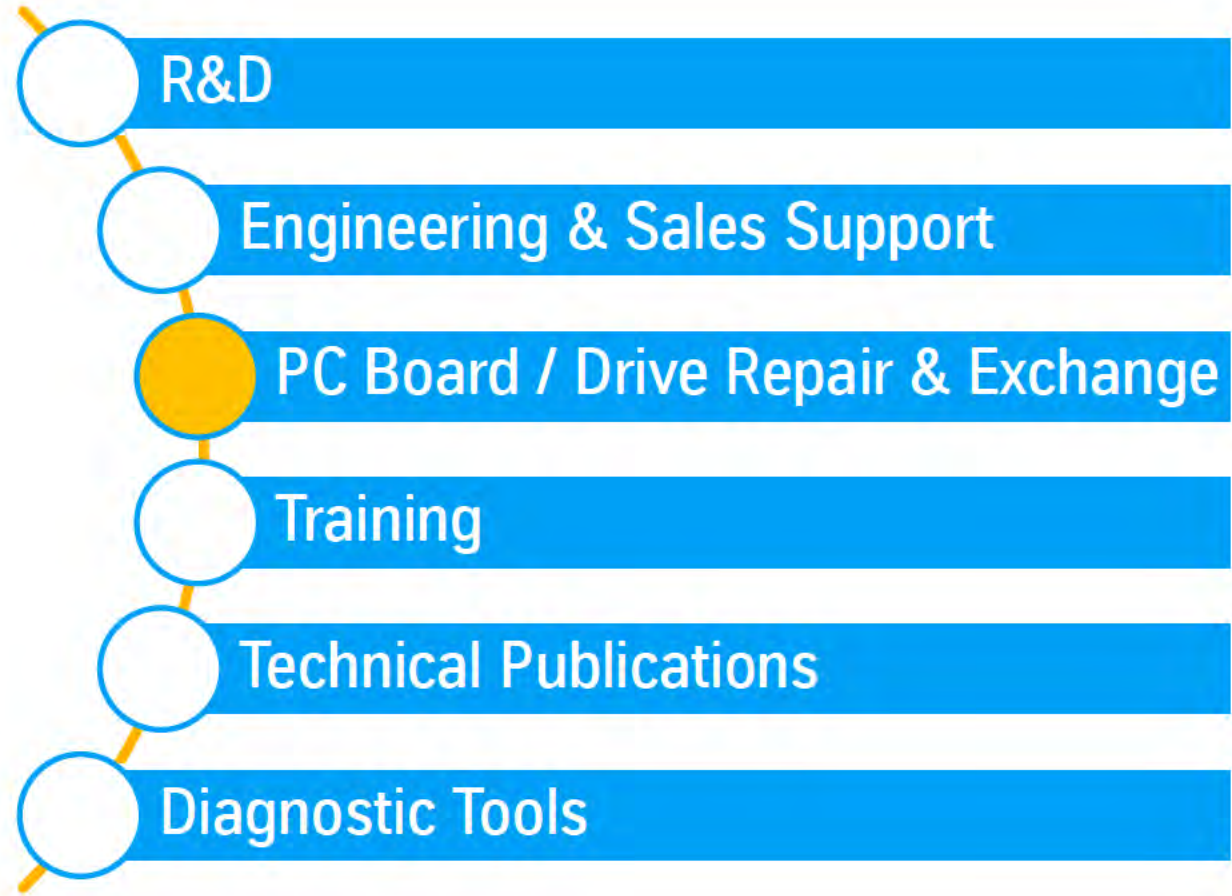 R&D
Engineering & Sales Support
PC Board / Drive Repair & Exchange
Training
Technical Publications
Diagnostic Tools